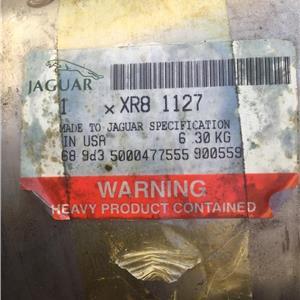 JAGUAR
1 x XR8 1127
MADE TO JAGUAR SPECIFICATION
IN USA 6.30 KG
68 9d3 5000477555 900559
WARNING
HEAVY PRODUCT CONTAINED